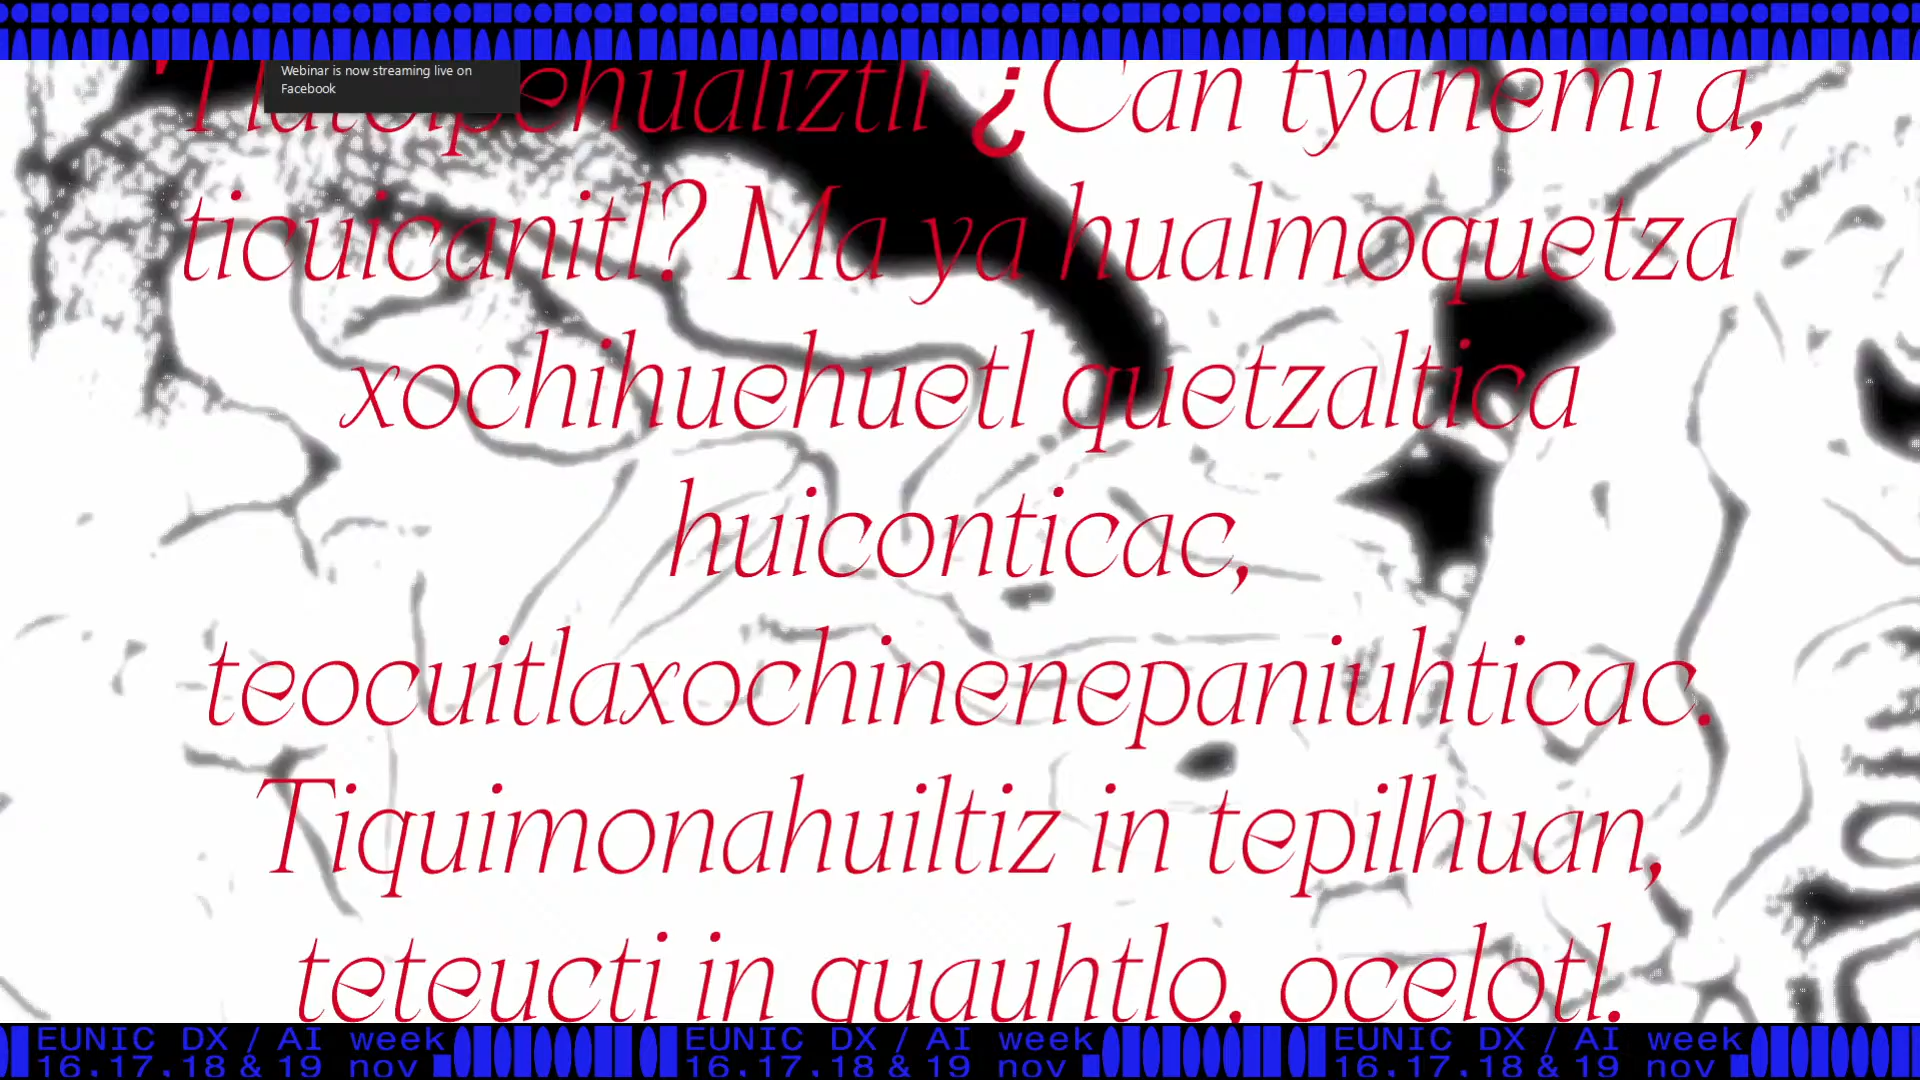 Webinar is now streaming live on
Facebook
Tlatolpehualiztli ¿Can tyanemi a,
ticuicanitl? Ma ya hualmoquetza
xochihuehuetl quetzaltica
huiconticac,
teocuitlaxochinenepaniuhticac.
Tiquimonahuiltiz in tepilhuan,
teteucti in quauhtlo, ocelotl.
EUNIC DX / AI week EUNIC DX / AI week EUNIC DX / AI week
16.17.18 & 19 nov 16.17.18 & 19 nov 16.17.18 & 19 nov